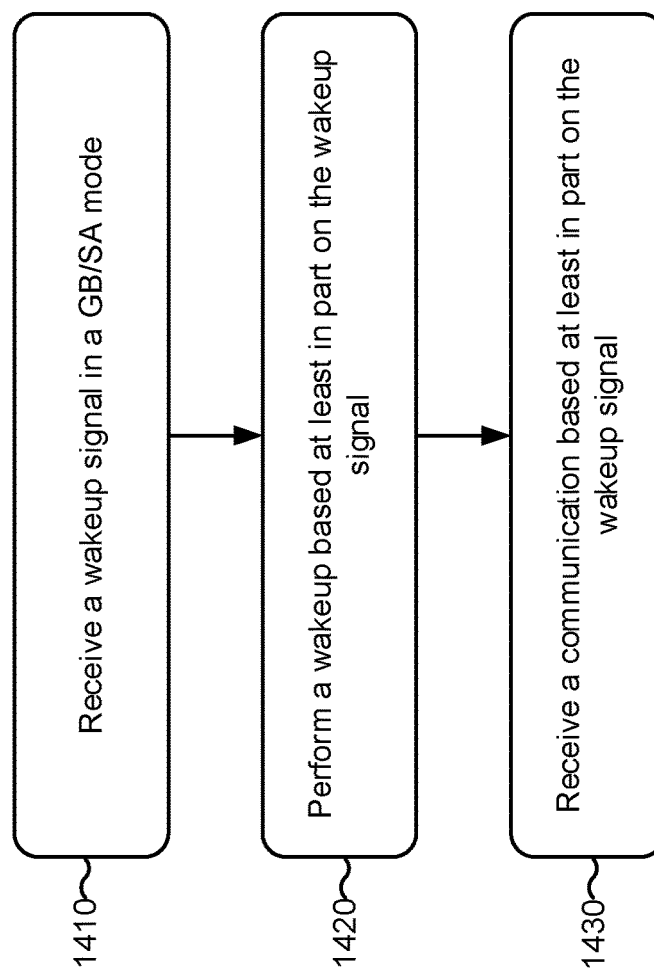 1410
Receive a wakeup signal in a GB/SA mode
1420
Perform a wakeup based at least in part on the wakeup
signal
1430
Receive a communication based at least in part on the
wakeup signal